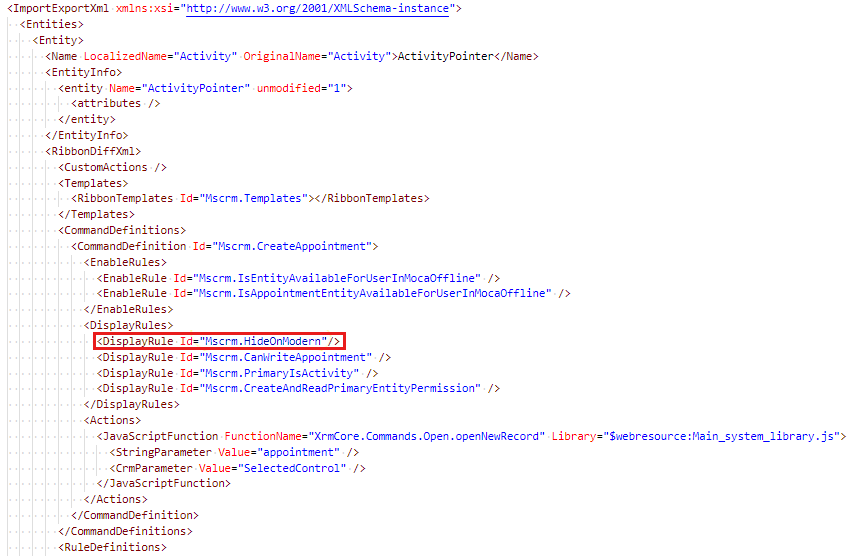 <ImportExportXml xmlns:xsi="http://www.w3.org/2001/XMLSchema-instance">
<Entities>
<Entity>
<Name LocalizedName="Activity" OriginalName="Activity">ActivityPointer</Name>
<EntityInfo>
<entity Name="ActivityPointer" unmodified="1">
<attributes />
</entity>
</EntityInfo>
<RibbonDiffXml>
<CustomActions />
<Templates>
<RibbonTemplates Id="Mscrm.Templates"></RibbonTemplates>
</Templates>
<CommandDefinitions>
<CommandDefinition Id="Mscrm.CreateAppointment">
<EnableRules>
<EnableRule Id="Mscrm.IsEntityAvailableForUserInMocaOffline" />
<EnableRule Id="Mscrm.IsAppointmentEntityAvailableForUserInMocaOffline" />
</EnableRules>
<DisplayRules>
<DisplayRule Id="Mscrm.HideOnModern"/>
<DisplayRule Id="Mscrm.CanWriteAppointment" />
<DisplayRule Id="Mscrm.PrimaryIsActivity" />
<DisplayRule Id="Mscrm.CreateAndReadPrimaryEntityPermission" />
</DisplayRules>
<Actions>
<JavaScriptFunction FunctionName="XrmCore.Commands.Open.openNewRecord" Library="$webresource:Main_system_library.js">
<StringParameter Value="appointment" />
<CrmParameter Value="SelectedControl" />
</JavaScriptFunction>
</Actions>
</CommandDefinition>
</CommandDefinitions>
<RuleDefinitions>